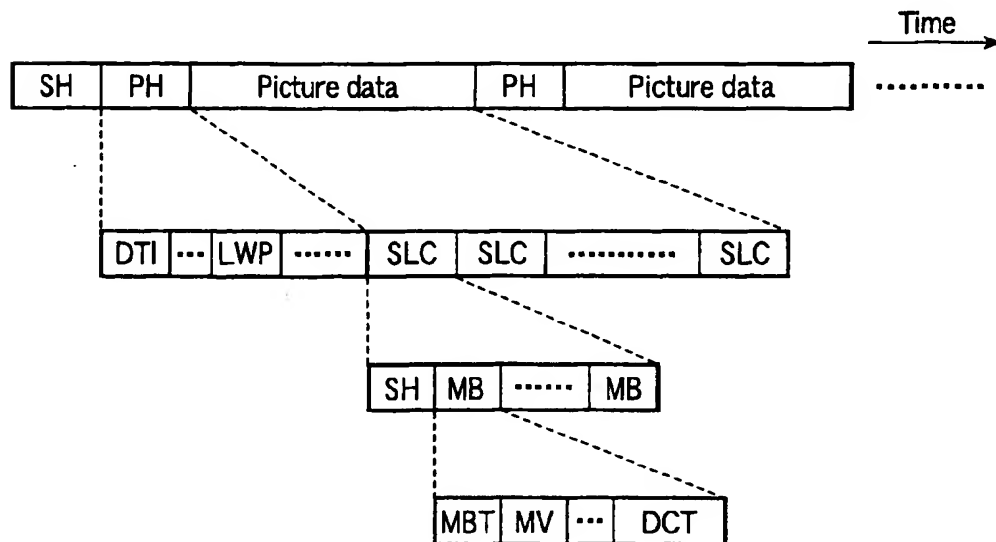 Time
SH PH Picture data PH Picture data ..........
DTI ... LWP ...... SLC SLC ........... SLC
SH MB ...... MB
MBT MV ... DCT